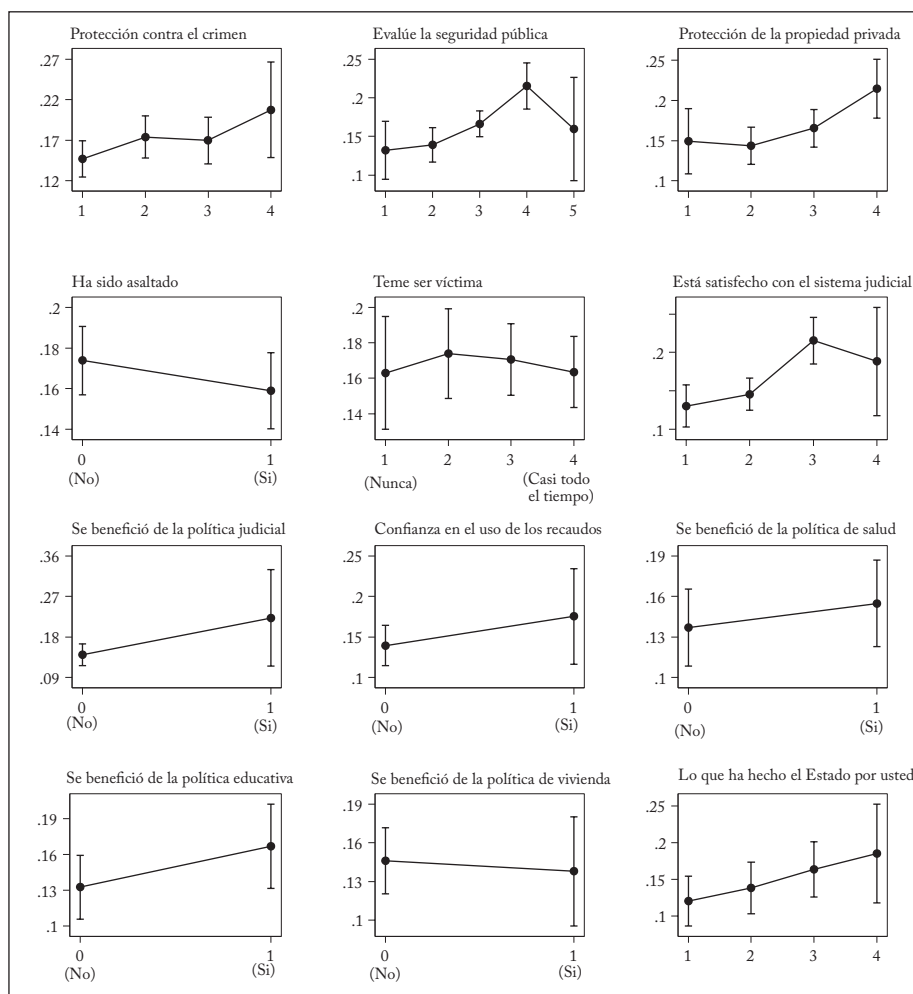 Protección contra el crimen
.27
.22
.17
.12
1 2 3 4
Evalúe la seguridad pública
.25
.2
.15
.1
1 2 3 4 5
Protección de la propiedad privada
.25
.2
.15
.1
1 2 3 4
Ha sido asaltado
.2
.18
.16
.14
0 1
(No) (Si)
Teme ser víctima
.2
.18
.16
.14
1 2 3 4
(Nunca) (Casi todo
el tiempo)
Está satisfecho con el sistema judicial
.2
.1
1 2 3 4
Se benefició de la política judicial
.36
.27
.18
.09
0 1
(No) (Si)
Confianza en el uso de los recaudos
.25
.2
.15
.1
0 1
(No) (Si)
Se benefició de la política de salud
.19
.16
.13
.1
0 1
(No) (Si)
Se benefició de la política educativa
.19
.16
.13
.1
0 1
(No) (Si)
Se benefició de la política de vivienda
.19
.16
.13
.1
0 1
(No) (Si)
Lo que ha hecho el Estado por usted
.25
.2
.15
.1
1 2 3 4